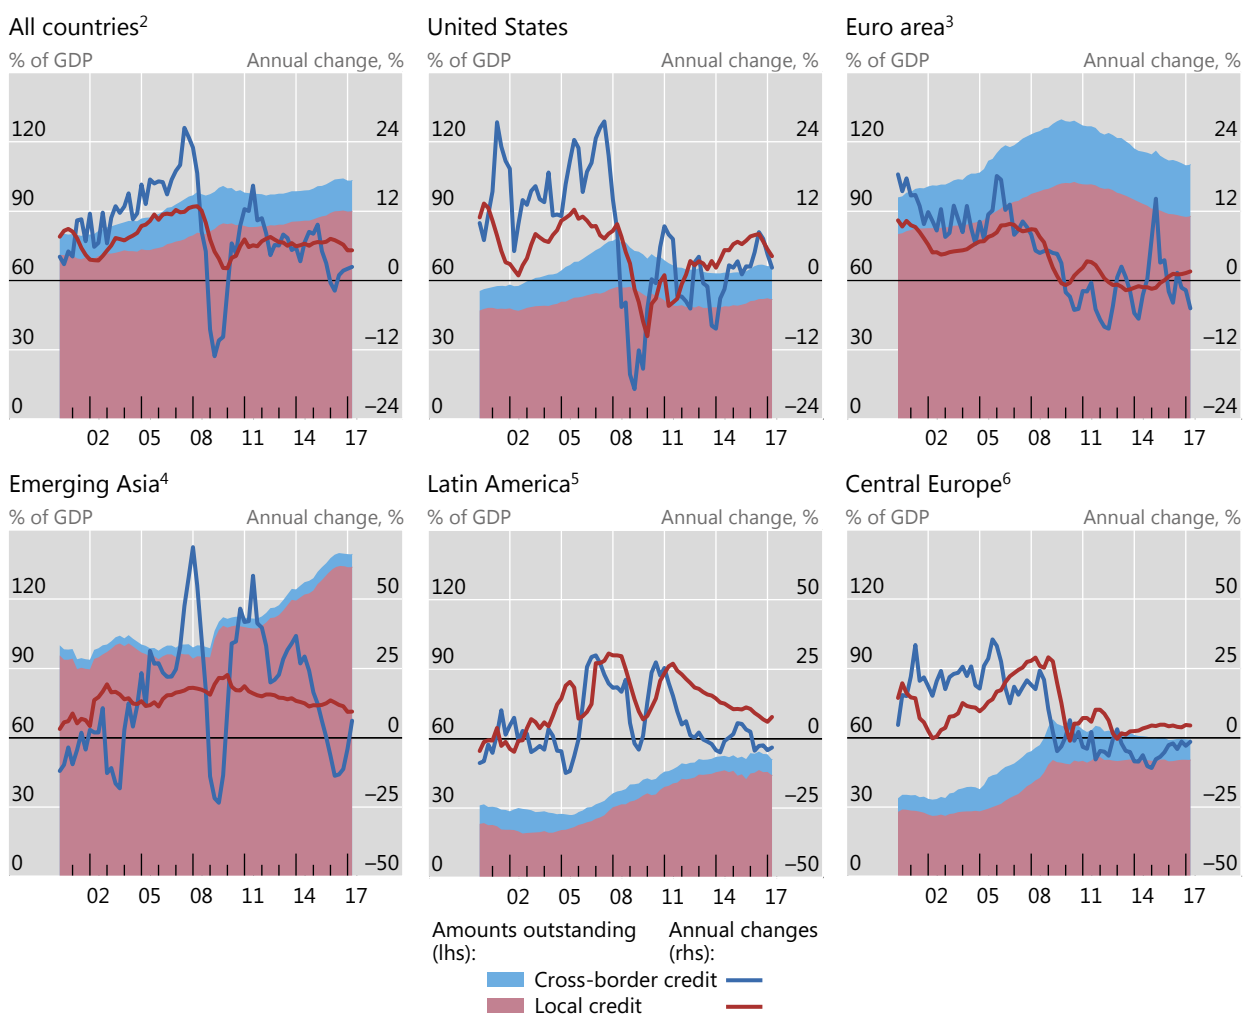 All countries2
% of GDP Annual change, %
120 24
90 12
60 0
30 –12
0 –24
02 05 08 11 14 17
United States
% of GDP Annual change, %
120 24
90 12
60 0
30 –12
0 –24
02 05 08 11 14 17
Euro area3
% of GDP Annual change, %
120 24
90 12
60 0
30 –12
0 –24
02 05 08 11 14 17
Emerging Asia4
% of GDP Annual change, %
120 50
90 25
60 0
30 –25
0 –50
02 05 08 11 14 17
Latin America5
% of GDP Annual change, %
120 50
90 25
60 0
30 –25
0 –50
02 05 08 11 14 17
Central Europe6
% of GDP Annual change, %
120 50
90 25
60 0
30 –25
0 –50
02 05 08 11 14 17
Amounts outstanding Annual changes
(lhs): (rhs):
Cross-border credit
Local credit